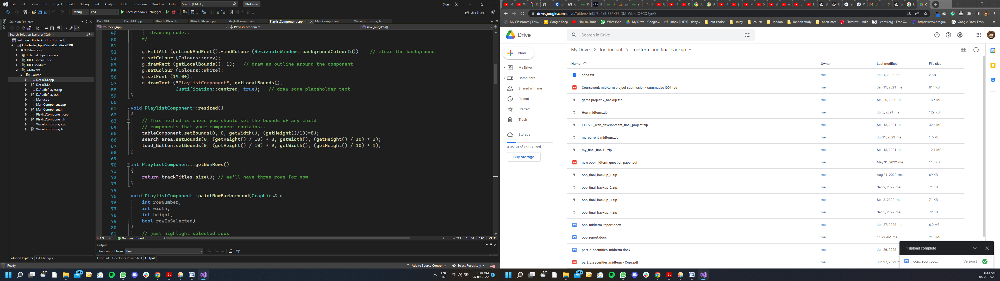 File Edit View Git Project Build Debug Test Analyze Tools Extensions Window Help Search (Ctrl+Q) OtoDecks Sign in
Debug x64 Local Windows Debugger Live Share
Toolbox
Solution Explorer
Search Solution Explorer (Ctrl+;)
Solution 'OtoDecks' (1 of 1 project)
OtoDecks_App (Visual Studio 2019)
References
External Dependencies
JUCE Library Code
JUCE Modules
OtoDecks
Source
DeckGUI.cpp
DeckGUI.h
DJAudioPlayer.cpp
DJAudioPlayer.h
Main.cpp
MainComponent.cpp
MainComponent.h
PlaylistComponent.cpp
PlaylistComponent.h
WaveformDisplay.cpp
WaveformDisplay.h
Solution Explorer Git Changes
DeckGUI.h DeckGUI.cpp DJAudioPlayer.h DJAudioPlayer.cpp PlaylistComponent.h PlaylistComponent.cpp MainComponent.h WaveformDisplay.h
OtoDecks_App PlaylistComponent save_our_data()
49 drawing code..
50 */
51
52 g.fillAll (getLookAndFeel().findColour (ResizableWindow::backgroundColourId)); // clear the background
53 g.setColour (Colours::grey);
54 g.drawRect (getLocalBounds(), 1); // draw an outline around the component
55 g.setColour (Colours::white);
56 g.setFont (14.0f);
57 g.drawText ("PlaylistComponent", getLocalBounds(),
58 Justification::centred, true); // draw some placeholder text
59 }
60
61 void PlaylistComponent::resized()
62 {
63 // This method is where you should set the bounds of any child
64 // components that your component contains..
65 tableComponent.setBounds(0, 0, getWidth(), (getHeight()/10)*8);
66 search_area.setBounds(0, (getHeight() / 10) * 8, getWidth(), (getHeight() / 10) * 1);
67 load_Button.setBounds(0, (getHeight() / 10) * 9, getWidth(), (getHeight() / 10) * 1);
68 }
69
70 int PlaylistComponent::getNumRows()
71 {
72 return trackTitles.size(); // we'll have three rows for now
73 }
74
75 void PlaylistComponent::paintRowBackground(Graphics& g,
76 int rowNumber,
77 int width,
78 int height,
79 bool rowIsSelected)
80 {
81 // just highlight selected rows
142 % No issues found Ln: 229 Ch: 14 SPC CRLF
Output
Show output from: Build
Error List Developer PowerShell Output
Ready Add to Source Control Select Repository 1
24° 99+ ENG IN 11:51 AM 05-09-2022 6
drive.google.com/drive/folders/1nKtf6u0k8J88PKEBIDM_WbKdO6CQ8ynO
My Classroom | Edu... Google Keep (58) YouTube WhatsApp My Drive - Google... Inbox (1,694) - rishy... our choice study course london london study open later Pinterest - India lichess.org • Free O... https://www.progra... Google Docs: Free... »
Drive Search in Drive
New
My Drive
Computers
Shared with me
Recent
Starred
Trash
Storage
3.05 GB of 15 GB used
Buy storage
My Drive > london uol > midterm and final backup
Name Owner Last modified File size
code.txt me Jan 1, 2022 me 2 KB
Coursework mid-term project submission - summative [001].pdf me Jan 11, 2021 me 814 KB
game project 7_backup.zip me Sep 20, 2020 me 13.5 MB
Hcw midterm.zip me Jul 5, 2021 me 129 KB
LX1560_web_development_final_project.zip me Sep 13, 2021 me 32.4 MB
my_current_midterm.zip me Jul 11, 2022 me 1.5 MB
my_final_final15.zip me Sep 13, 2021 me 12.1 MB
new oop midterm question paper.pdf me May 31, 2022 me 118 KB
oop_final_backup_1.zip me Aug 31, 2022 me 69 KB
oop_final_backup_2.zip me Sep 2, 2022 me 71 KB
oop_final_backup_3.zip me Sep 3, 2022 me 71 KB
oop_final_backup_4.zip me Sep 3, 2022 me 72 KB
oop_midterm_report.docx me Jun 27, 2022 me 6.9 MB
oop_report.docx me 11:29 AM me 21.6 MB
part_a_securities_midterm.docx me Jun 26, 2022
part_b_securities_midterm - Copy.pdf me Jun 27, 2022
1 upload complete
oop_report.docx Version 3
24° 99+ 11:51 AM 05-09-2022